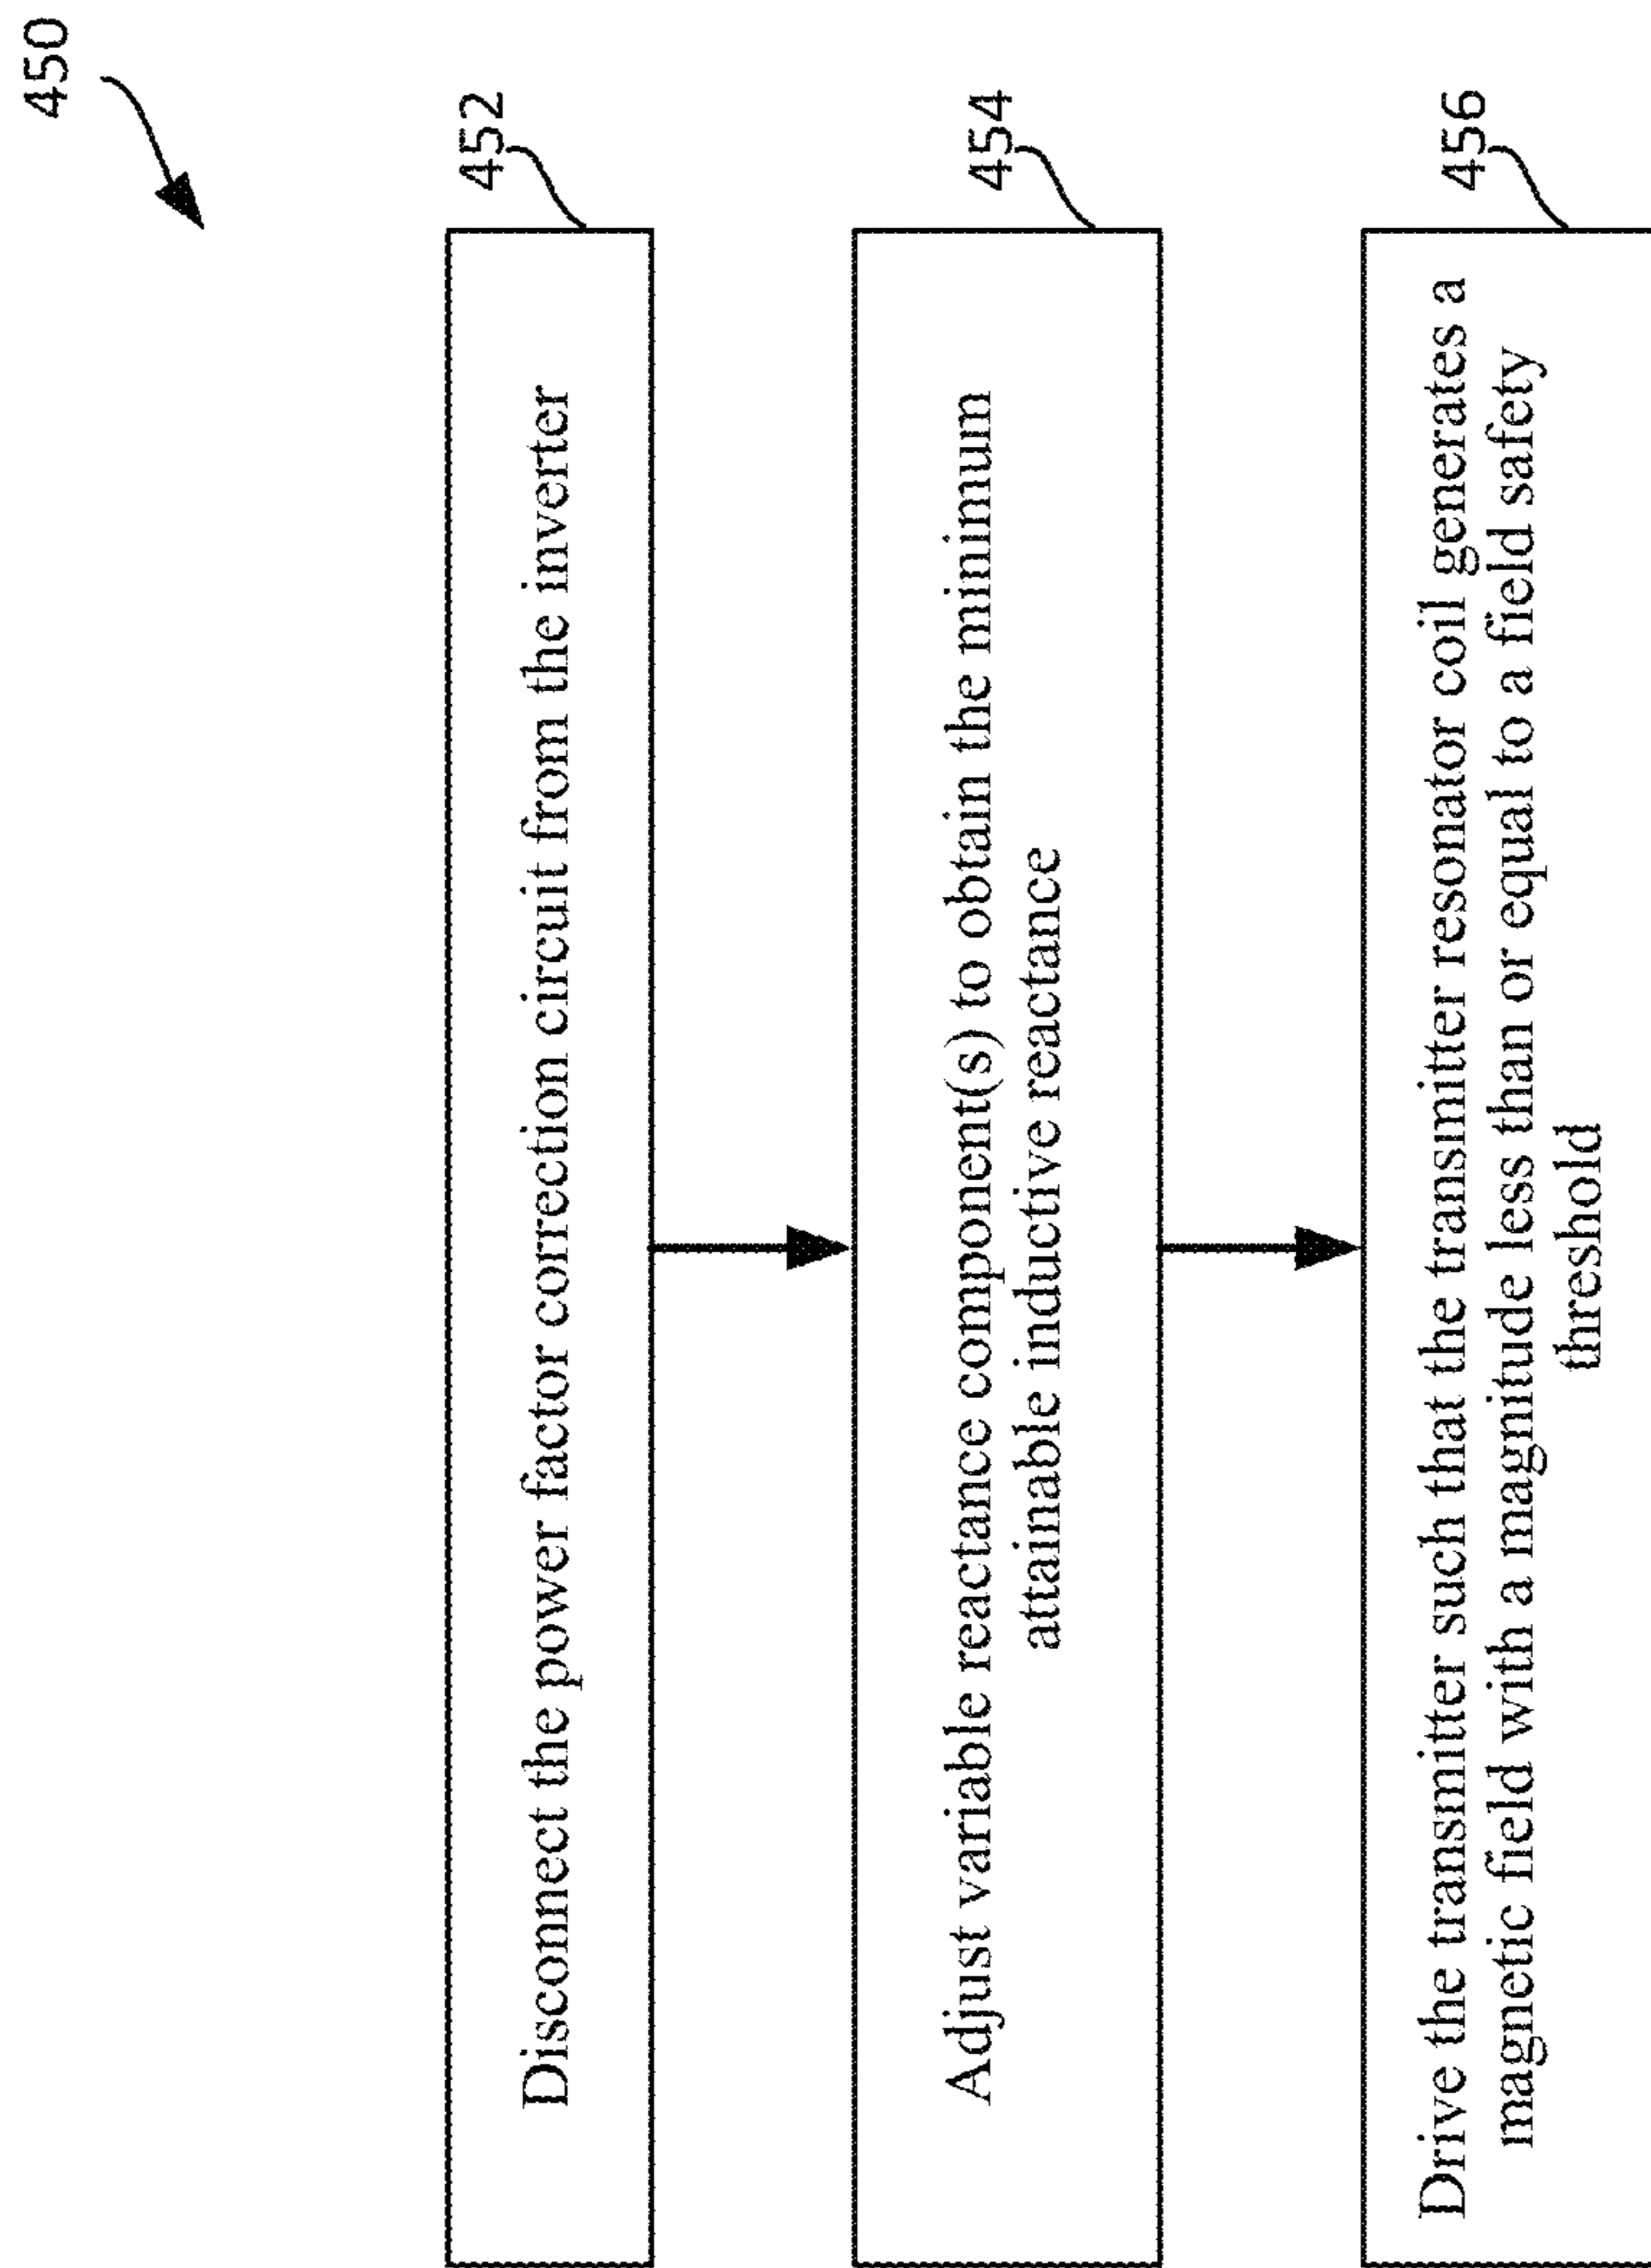 450
452
Disconnect the power factor correction circuit from the inverter
454
Adjust variable reactance component(s) to obtain the minimum
attainable inductive reactance
456
Drive the transmitter such that the transmitter resonator coil generates a
magnetic field with a magnitude less than or equal to a field safety
threshold